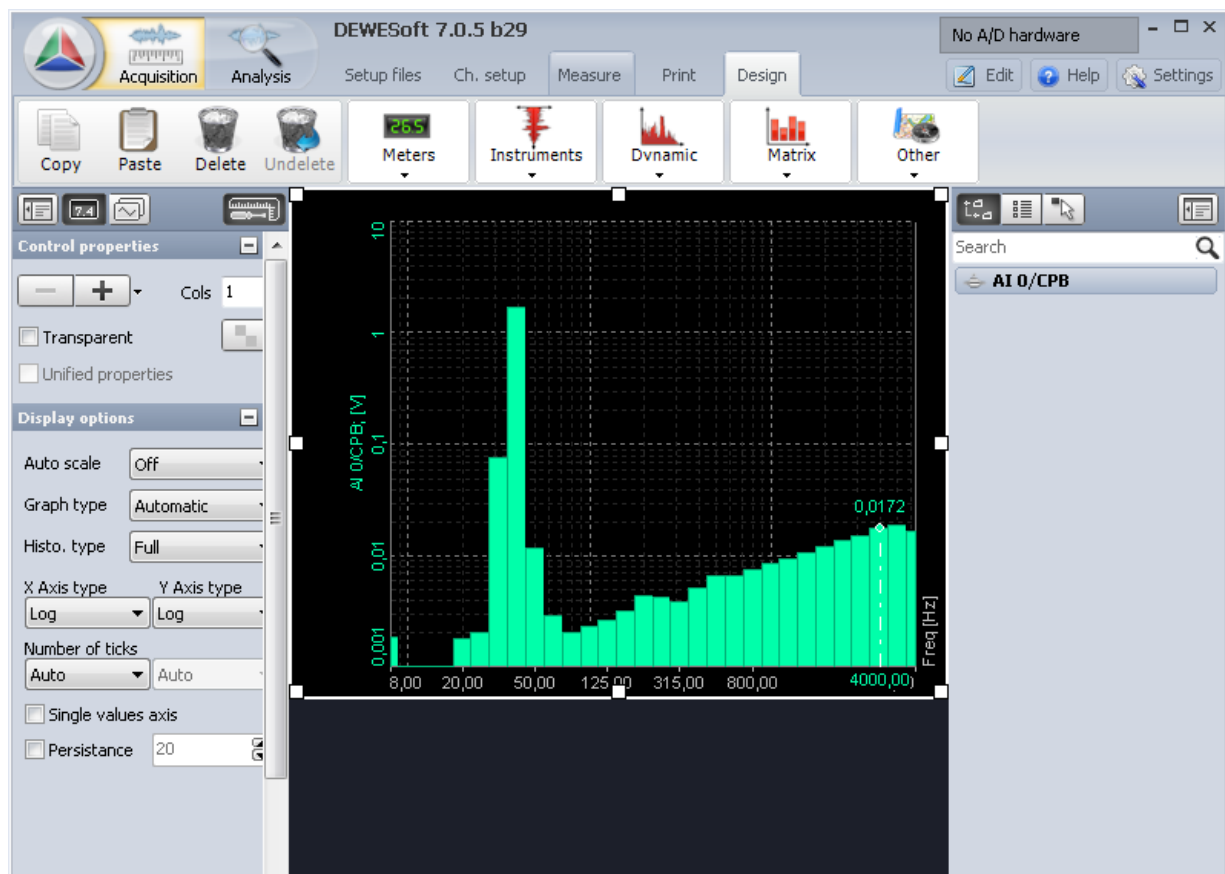 DEWESoft 7.0.5 b29
No A/D hardware
Acquisition Analysis
Setup files Ch. setup Measure Print Design
Edit Help Settings
Copy Paste Delete Undelete
26.5
Meters Instruments Dynamic Matrix Other
7.4
Control properties
Cols 1
Transparent
Unified properties
Display options
Auto scale Off
Graph type Automatic
Histo. type Full
X Axis type Y Axis type
Log Log
Number of ticks
Auto Auto
Single values axis
Persistance 20
AI 0/CPB; [V]
10
1
0,1
0,01
0,001
0,0172
Freq [Hz]
8,00 20,00 50,00 125,00 315,00 800,00 4000,00
Search
AI 0/CPB